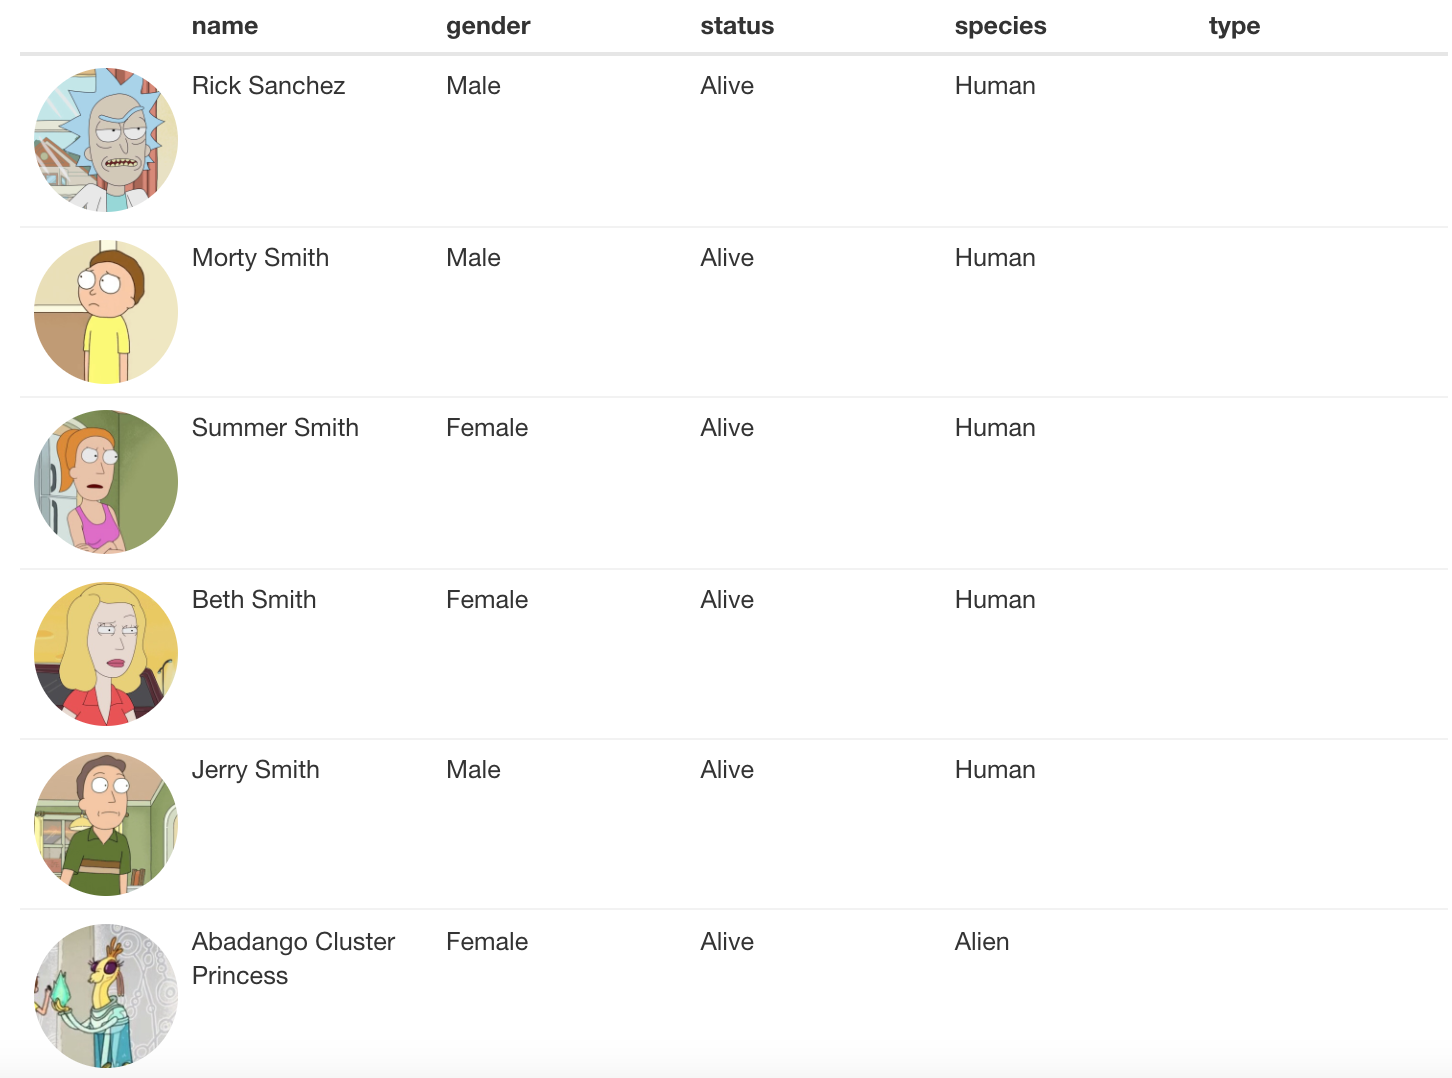 name gender status species type
Rick Sanchez Male Alive Human
Morty Smith Male Alive Human
Summer Smith Female Alive Human
Beth Smith Female Alive Human
Jerry Smith Male Alive Human
Abadango Cluster Female Alive Alien
Princess